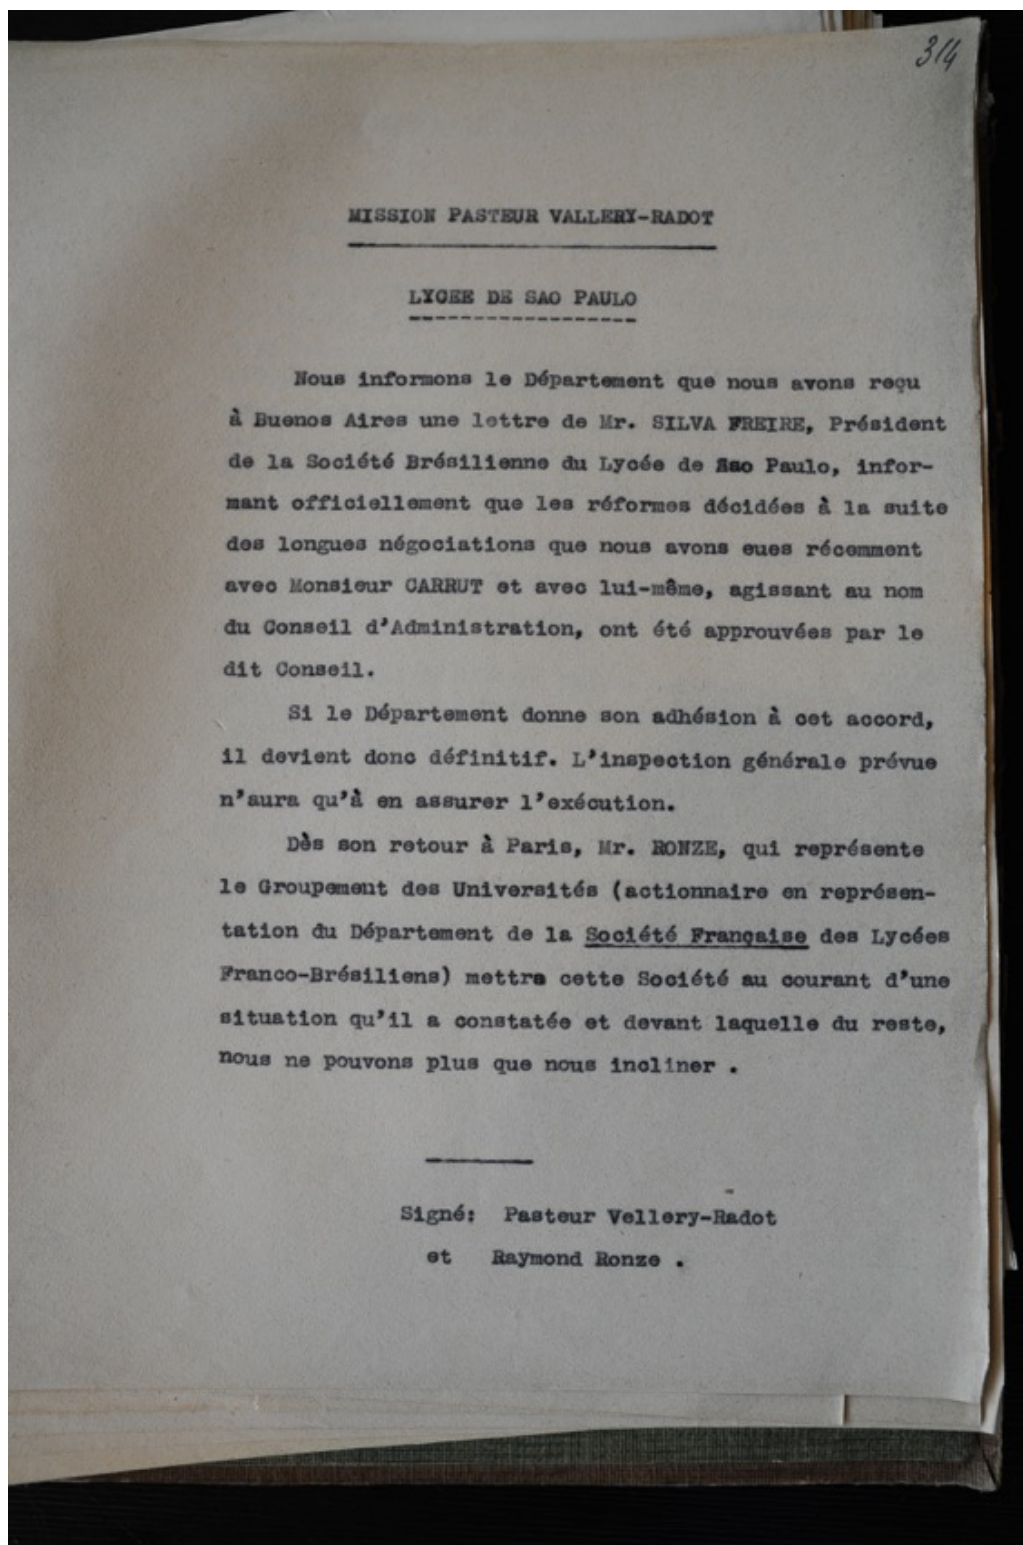 314
MISSION PASTEUR VALLERY-RADOT
LYCEE DE SAO PAULO
Nous informons le Département que nous avons reçu
à Buenos Aires une lettre de Mr. SILVA FREIRE, Président
de la Société Brésilienne du Lycée de Sao Paulo, infor-
mant officiellement que les réformes décidées à la suite
des longues négociations que nous avons eues récemment
avec Monsieur CARRUT et avec lui-même, agissant au nom
du Conseil d'Administration, ont été approuvées par le
dit Conseil.
Si le Département donne son adhésion à cet accord,
il devient donc définitif. L'inspection générale prévue
n'aura qu'à en assurer l'exécution.
Dès son retour à Paris, Mr. RONZE, qui représente
le Groupement des Universités (actionnaire en représen-
tation du Département de la Société Française des Lycées
Franco-Brésiliens) mettra cette Société au courant d'une
situation qu'il a constatée et devant laquelle du reste,
nous ne pouvons plus que nous incliner .
Signé: Pasteur Vellery-Radot
et Raymond Ronze .